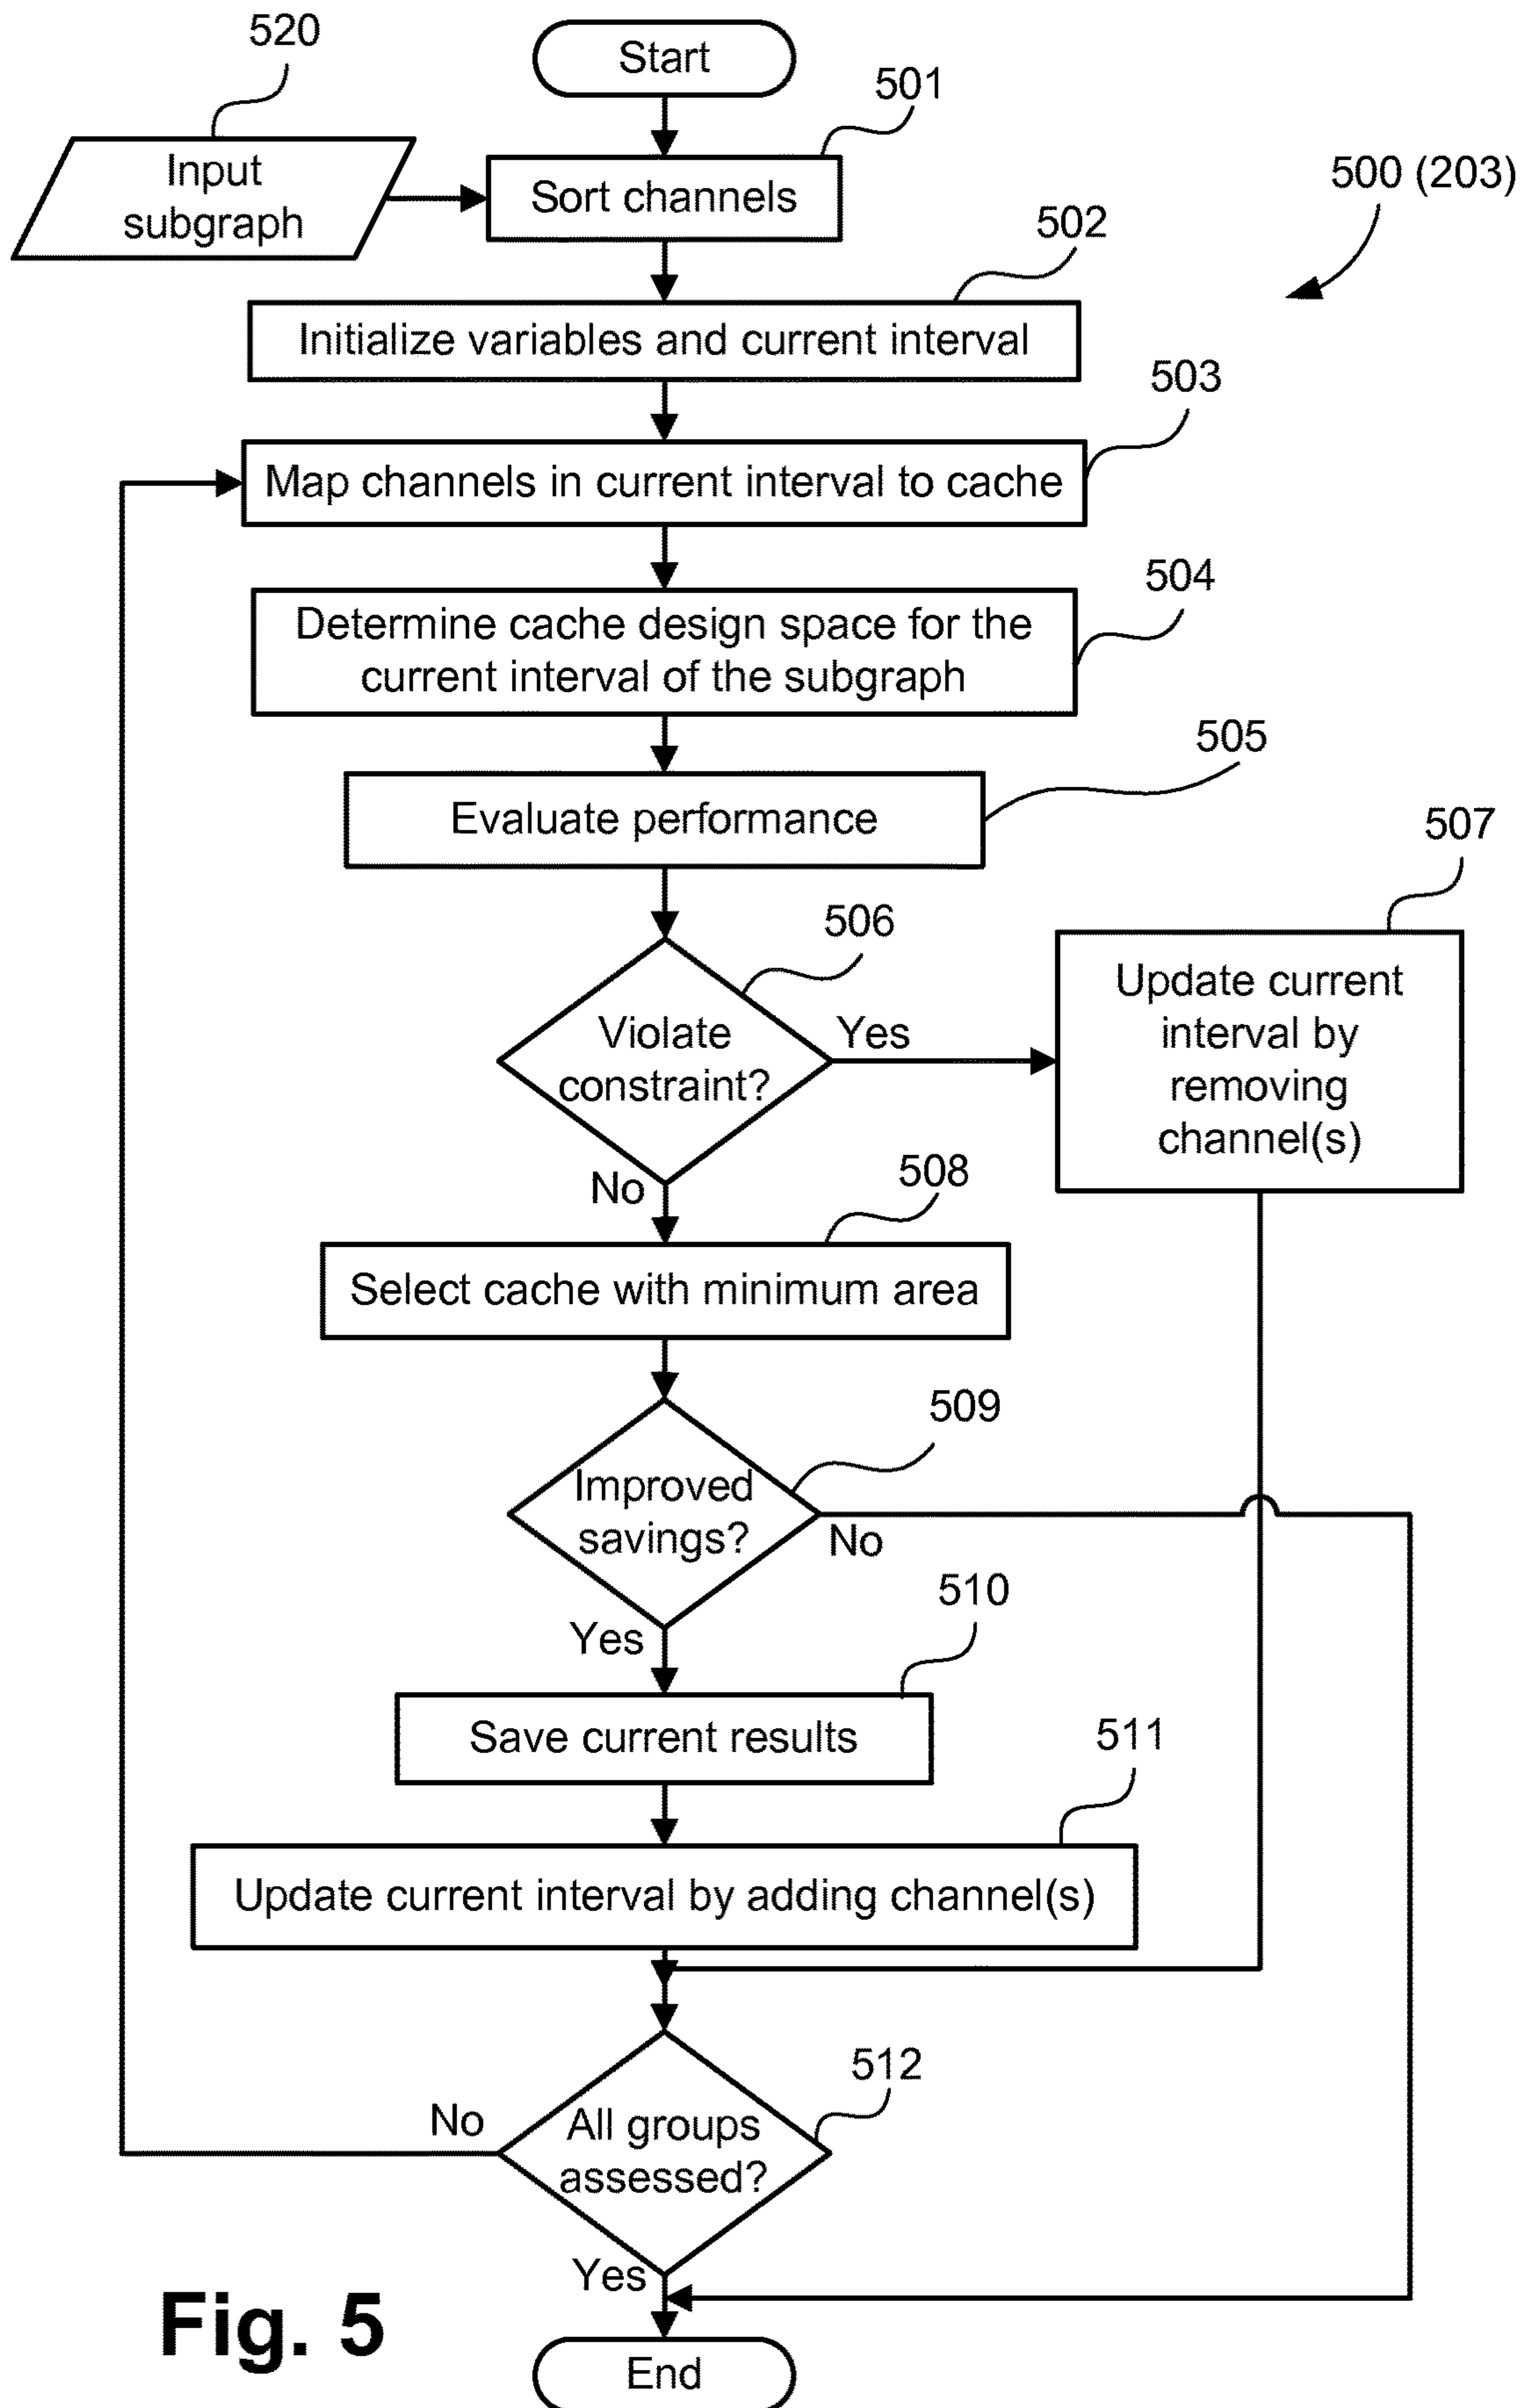 520
Start
501
Input
subgraph
Sort channels
500 (203)
502
Initialize variables and current interval
503
Map channels in current interval to cache
504
Determine cache design space for the
current interval of the subgraph
505
Evaluate performance
507
506
Update current
interval by
removing
channel(s)
Violate
constraint?
Yes
No
508
Select cache with minimum area
509
Improved
savings?
No
Yes
510
Save current results
511
Update current interval by adding channel(s)
512
No
All groups
assessed?
Yes
Fig. 5
End